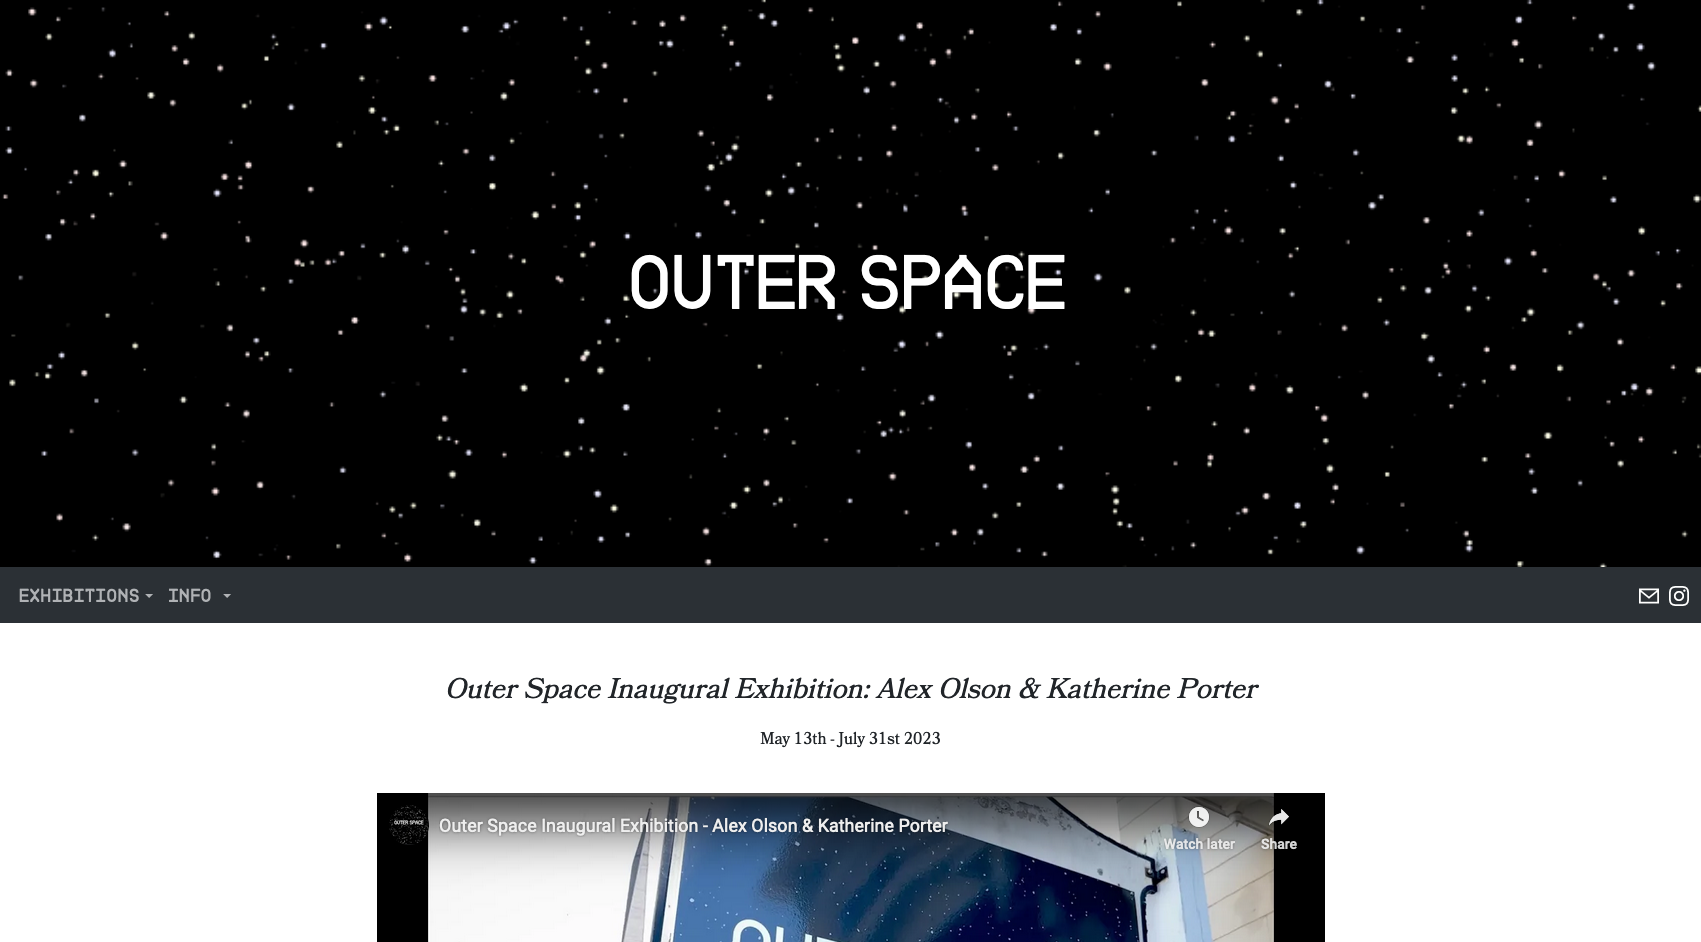 OUTER SPACE
EXHIBITIONS INFO
Outer Space Inaugural Exhibition: Alex Olson & Katherine Porter
May 13th - July 31st 2023
OUTER SPACE
Outer Space Inaugural Exhibition - Alex Olson & Katherine Porter
Watch later Share